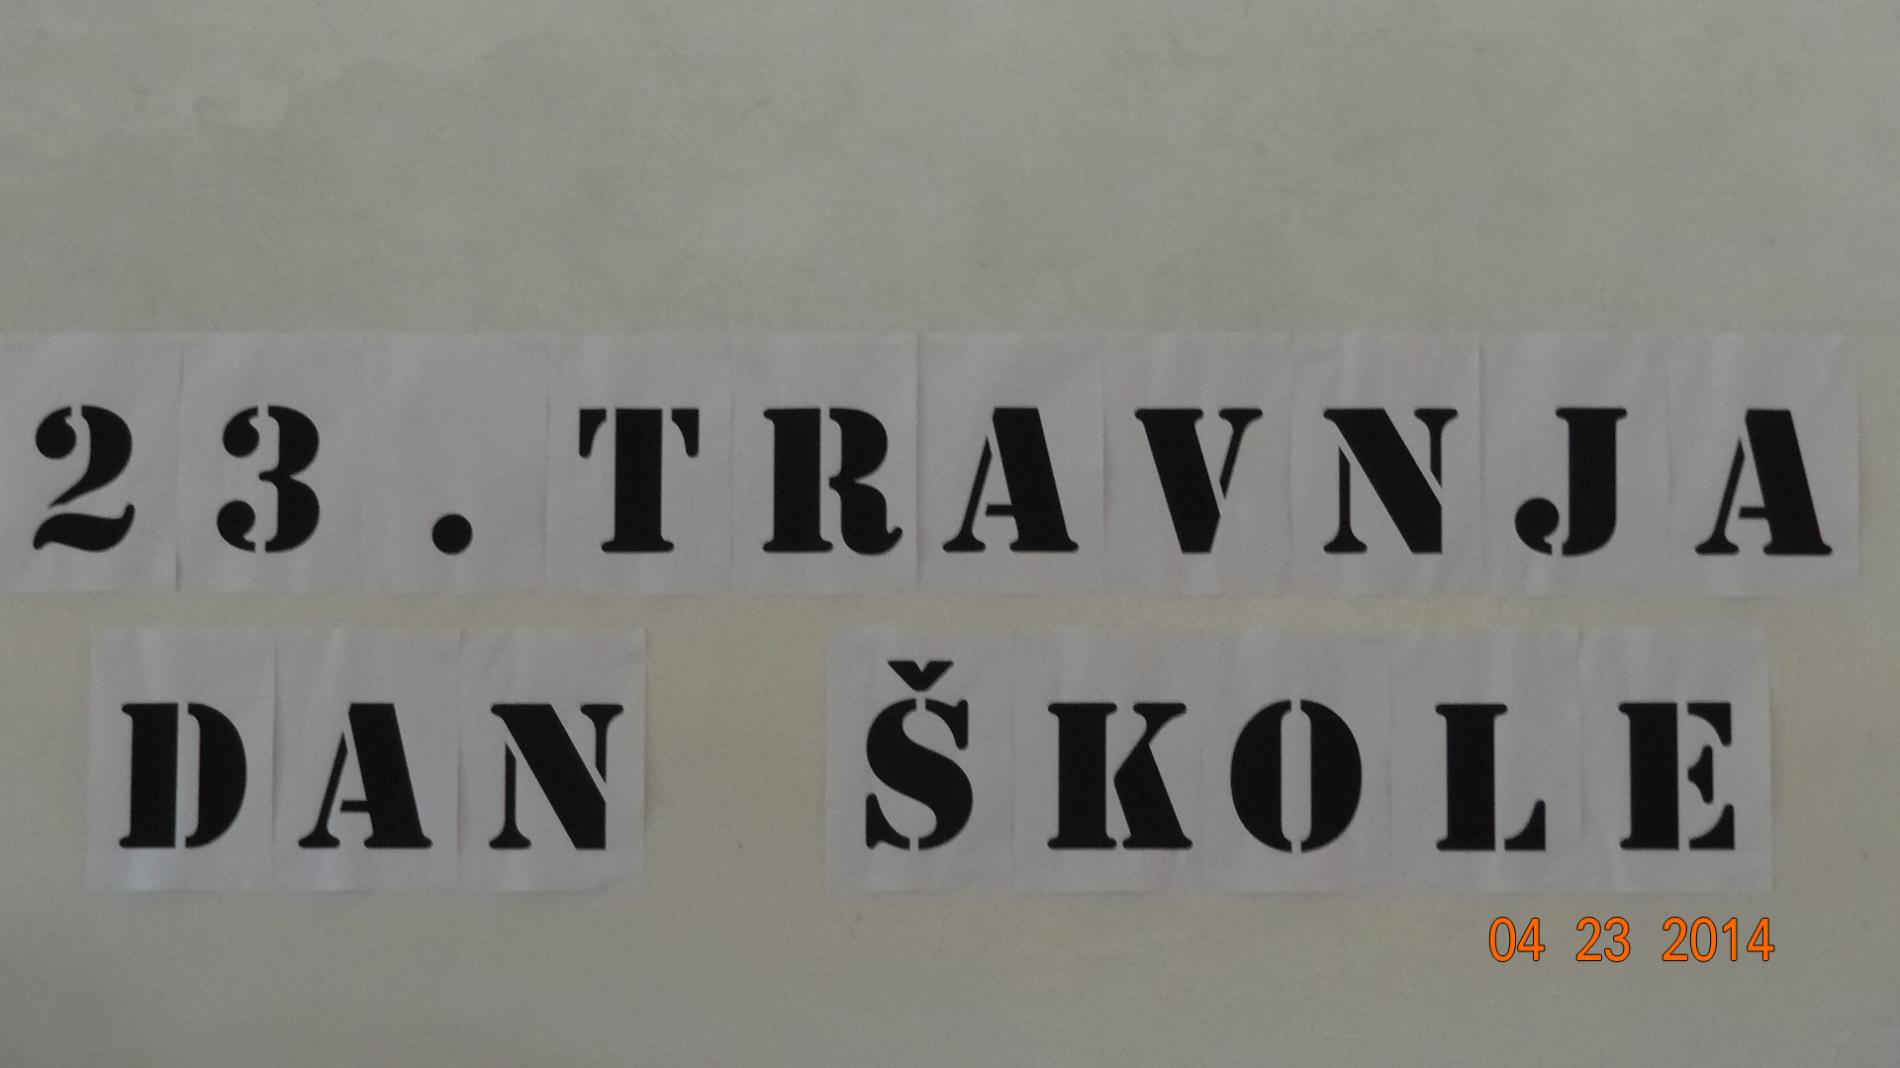 23. TRAVNJA
DAN ŠKOLE
04 23 2014